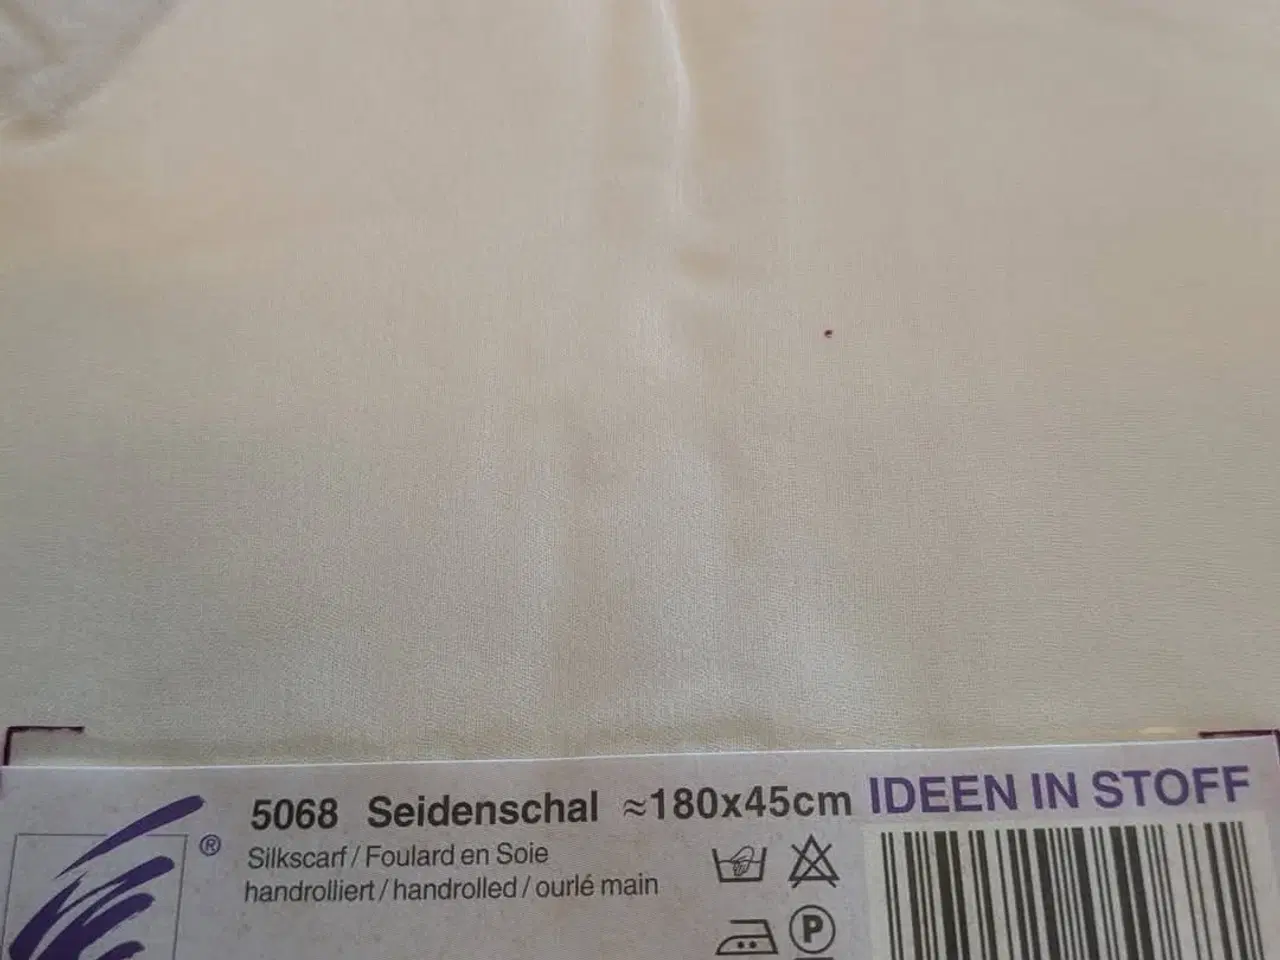 5068 Seidenschal ≈180x45cm IDEEN IN STOFF
®
Silkscarf / Foulard en Soie
handrolliert / handrolled / ourlé main
P